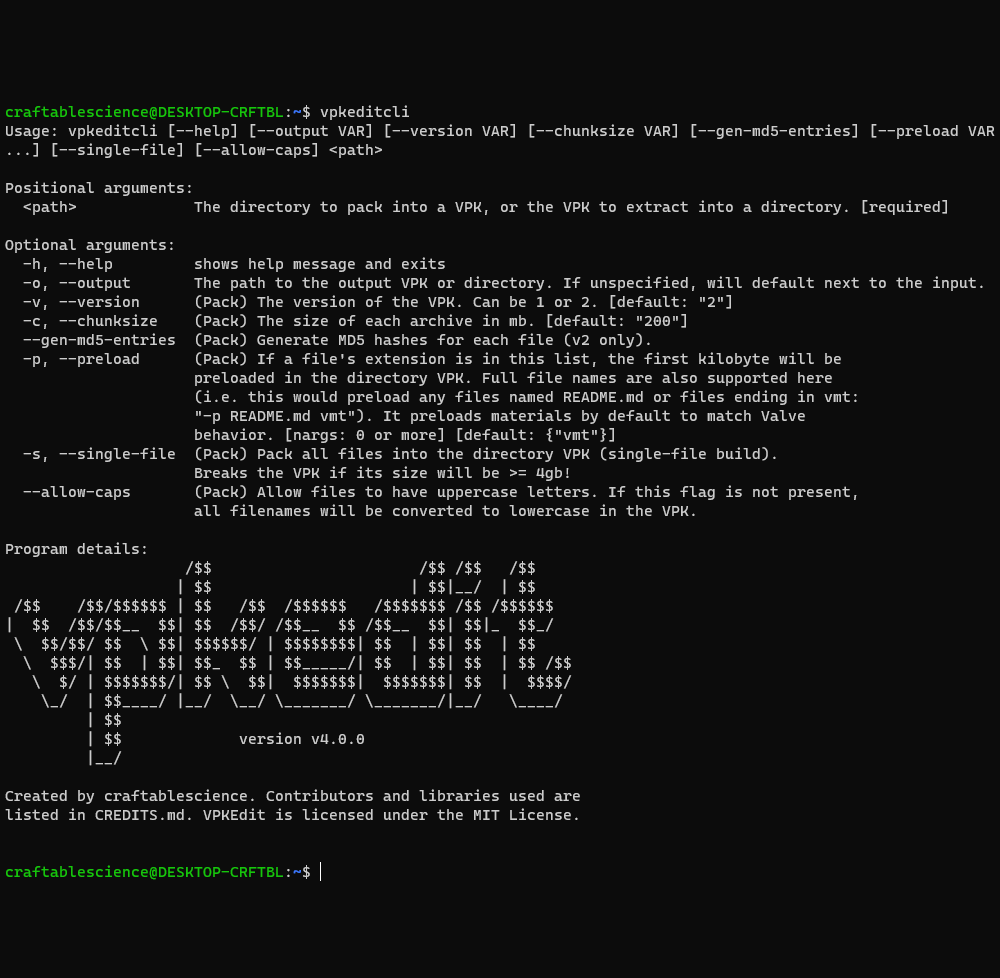 craftablescience@DESKTOP-CRFTBL:~$ vpkeditcli
Usage: vpkeditcli [--help] [--output VAR] [--version VAR] [--chunksize VAR] [--gen-md5-entries] [--preload VAR
...] [--single-file] [--allow-caps] <path>

Positional arguments:
  <path>             The directory to pack into a VPK, or the VPK to extract into a directory. [required]

Optional arguments:
  -h, --help         shows help message and exits
  -o, --output       The path to the output VPK or directory. If unspecified, will default next to the input.
  -v, --version      (Pack) The version of the VPK. Can be 1 or 2. [default: "2"]
  -c, --chunksize    (Pack) The size of each archive in mb. [default: "200"]
  --gen-md5-entries  (Pack) Generate MD5 hashes for each file (v2 only).
  -p, --preload      (Pack) If a file's extension is in this list, the first kilobyte will be
                     preloaded in the directory VPK. Full file names are also supported here
                     (i.e. this would preload any files named README.md or files ending in vmt:
                     "-p README.md vmt"). It preloads materials by default to match Valve
                     behavior. [nargs: 0 or more] [default: {"vmt"}]
  -s, --single-file  (Pack) Pack all files into the directory VPK (single-file build).
                     Breaks the VPK if its size will be >= 4gb!
  --allow-caps       (Pack) Allow files to have uppercase letters. If this flag is not present,
                     all filenames will be converted to lowercase in the VPK.

Program details:
                    /$$                       /$$ /$$   /$$
                   | $$                      | $$|__/  | $$
 /$$    /$$/$$$$$$ | $$   /$$  /$$$$$$   /$$$$$$$ /$$ /$$$$$$
|  $$  /$$/$$__  $$| $$  /$$/ /$$__  $$ /$$__  $$| $$|_  $$_/
 \  $$/$$/ $$  \ $$| $$$$$$/ | $$$$$$$$| $$  | $$| $$  | $$
  \  $$$/| $$  | $$| $$_  $$ | $$_____/| $$  | $$| $$  | $$ /$$
   \  $/ | $$$$$$$/| $$ \  $$|  $$$$$$$|  $$$$$$$| $$  |  $$$$/
    \_/  | $$____/ |__/  \__/ \_______/ \_______/|__/   \____/
         | $$
         | $$             version v4.0.0
         |__/

Created by craftablescience. Contributors and libraries used are
listed in CREDITS.md. VPKEdit is licensed under the MIT License.

craftablescience@DESKTOP-CRFTBL:~$